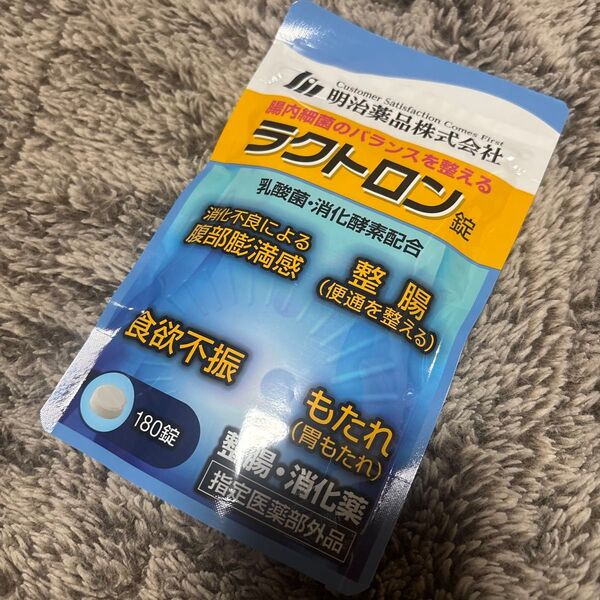 明治薬品株式会社
Customer Satisfaction Comes First
腸内細菌のバランスを整える
ラクトロン錠
乳酸菌・消化酵素配合
消化不良による
腹部膨満感
整腸
(便通を整える)
食欲不振
もたれ
(胃もたれ)
180錠
整腸・消化薬
指定医薬部外品